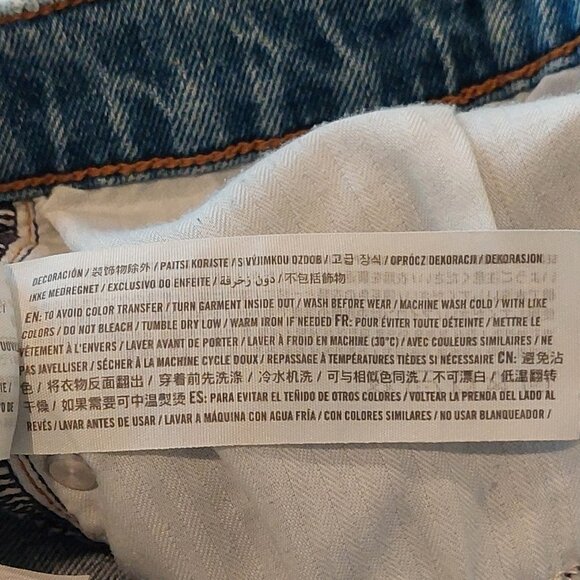 DECORACIÓN / 装饰物除外 / PAITSI KORISTE / S VÝJIMKOU OZDOB / 고급 장식 / OPRÓCZ DEKORACJI / DEKORASJON
IKKE MEDREGNET / EXCLUSIVO DO ENFEITE / دون زخرفة / 不包括飾物
EN: TO AVOID COLOR TRANSFER / TURN GARMENT INSIDE OUT / WASH BEFORE WEAR / MACHINE WASH COLD / WITH LIKE
COLORS / DO NOT BLEACH / TUMBLE DRY LOW / WARM IRON IF NEEDED FR: POUR ÉVITER TOUTE DÉTEINTE / METTRE LE
VÊTEMENT À L'ENVERS / LAVER AVANT DE PORTER / LAVER À FROID EN MACHINE (30°C) / AVEC COULEURS SIMILAIRES / NE
PAS JAVELLISER / SÉCHER À LA MACHINE CYCLE DOUX / REPASSAGE À TEMPÉRATURES TIÈDES SI NÉCESSAIRE CN: 避免沾
色 / 将衣物反面翻出 / 穿着前先洗涤 / 冷水机洗 / 可与相似色同洗 / 不可漂白 / 低温翻转
干燥 / 如果需要可中温熨烫 ES: PARA EVITAR EL TEÑIDO DE OTROS COLORES / VOLTEAR LA PRENDA DEL LADO AL
REVÉS / LAVAR ANTES DE USAR / LAVAR A MÁQUINA CON AGUA FRÍA / CON COLORES SIMILARES / NO USAR BLANQUEADOR /